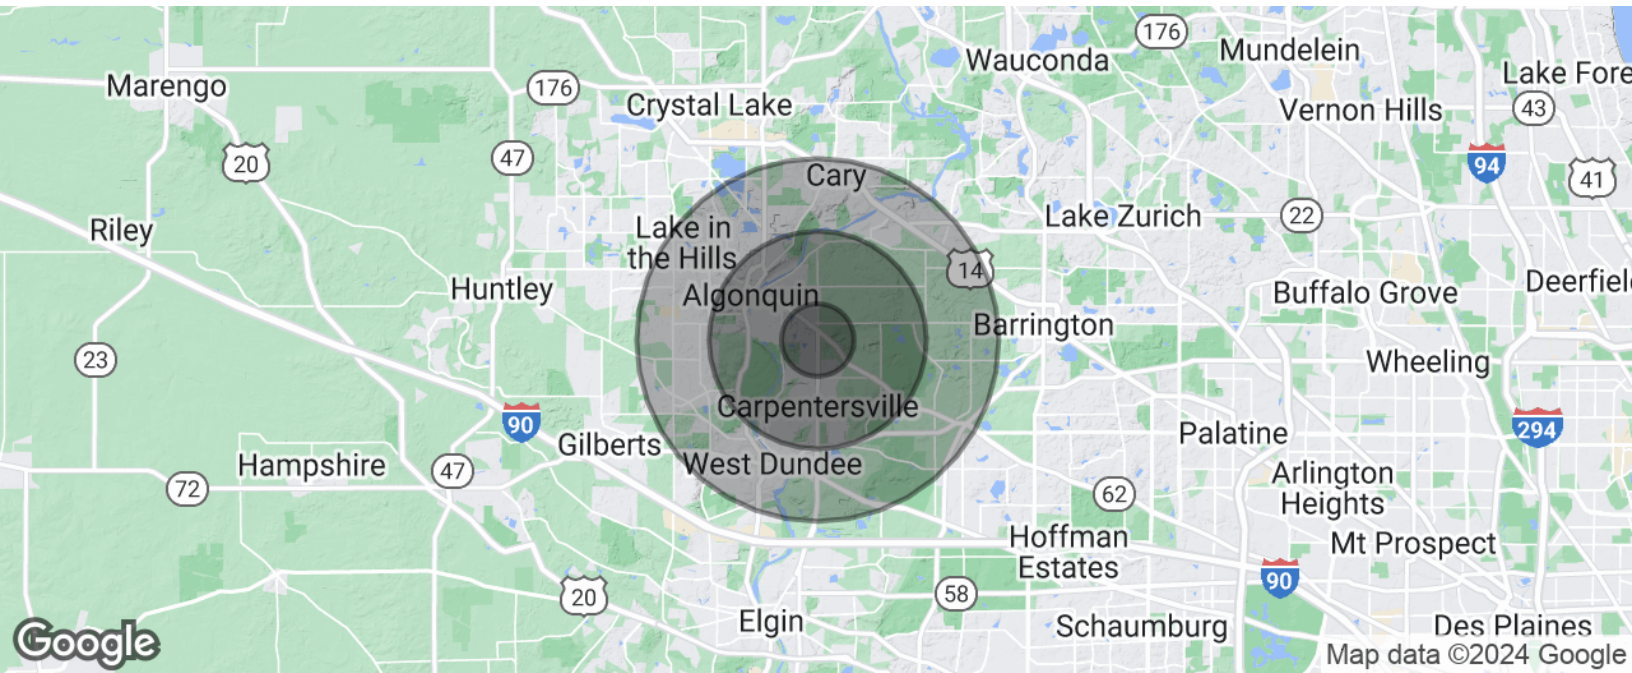 176
Mundelein
Wauconda
Marengo
176
Crystal Lake
Lake Fore
43
Vernon Hills
20
47
94
41
Cary
Riley
Lake in
the Hills
Lake Zurich
22
14
Huntley
Algonquin
Buffalo Grove
Deerfiel
Barrington
23
Wheeling
Carpentersville
90
Gilberts
Palatine
294
Hampshire
47
West Dundee
Arlington
Heights
72
62
Hoffman
Estates
Mt Prospect
90
20
58
Elgin
Schaumburg
Des Plaines
Google
Map data ©2024 Google